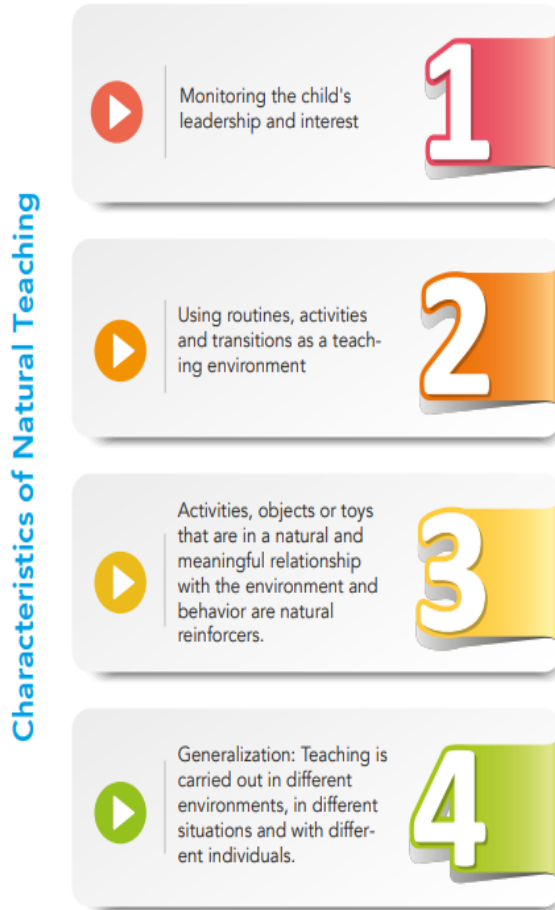 Characteristics of Natural Teaching
Monitoring the child's
leadership and interest
1
Using routines, activities
and transitions as a teach-
ing environment
2
Activities, objects or toys
that are in a natural and
meaningful relationship
with the environment and
behavior are natural
reinforcers.
3
Generalization: Teaching is
carried out in different
environments, in different
situations and with differ-
ent individuals.
4